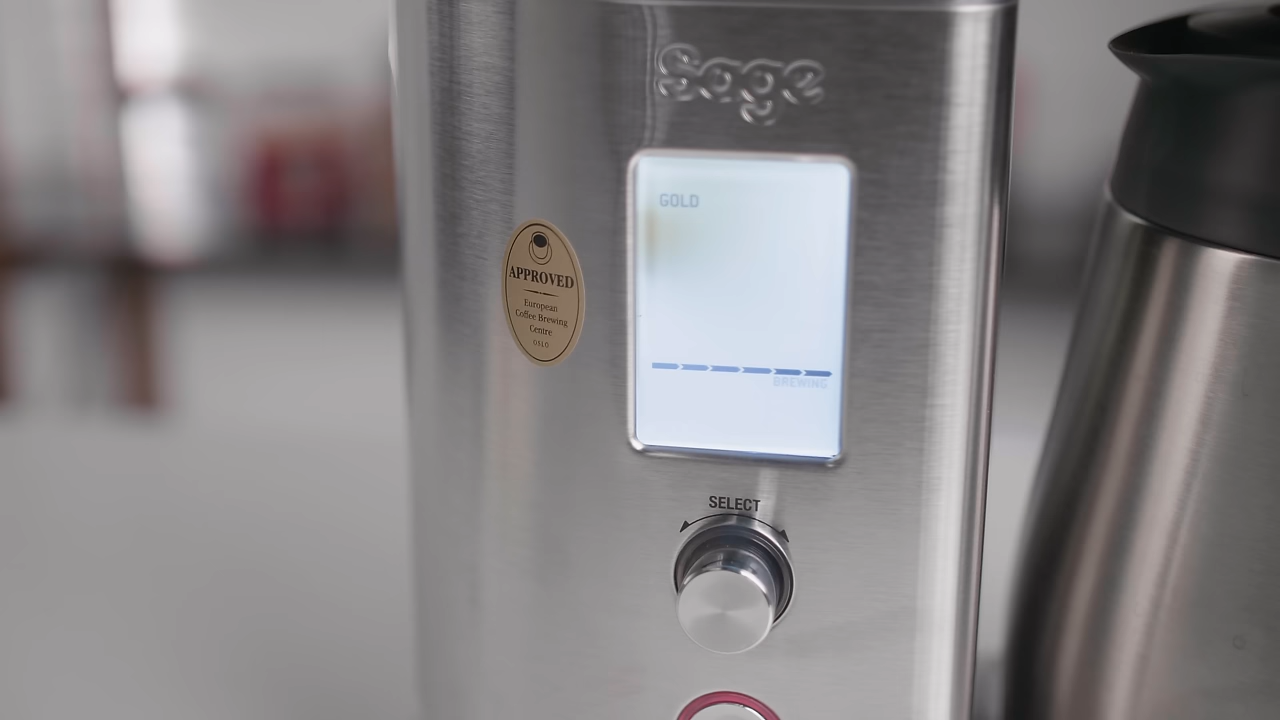 sage
GOLD
APPROVED
European
Coffee Brewing
Centre
OSLO
BREWING
SELECT